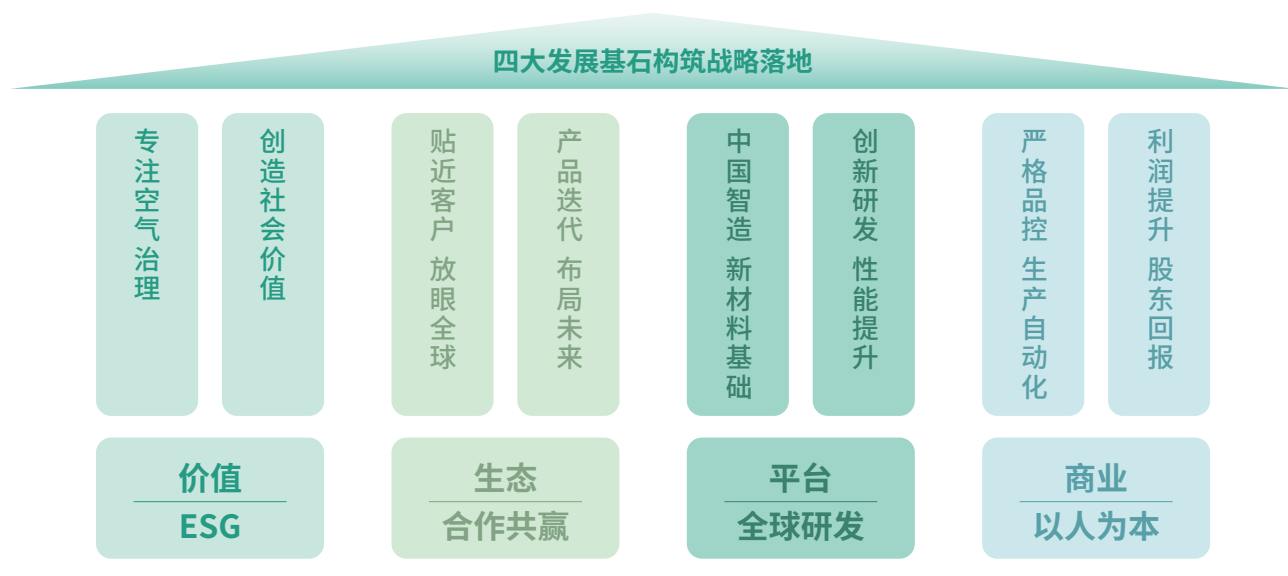 四大发展基石构筑战略落地
专注空气治理
创造社会价值
贴近客户 放眼全球
产品迭代 布局未来
中国智造 新材料基础
创新研发 性能提升
严格品控 生产自动化
利润提升 股东回报
价值
ESG
生态
合作共赢
平台
全球研发
商业
以人为本